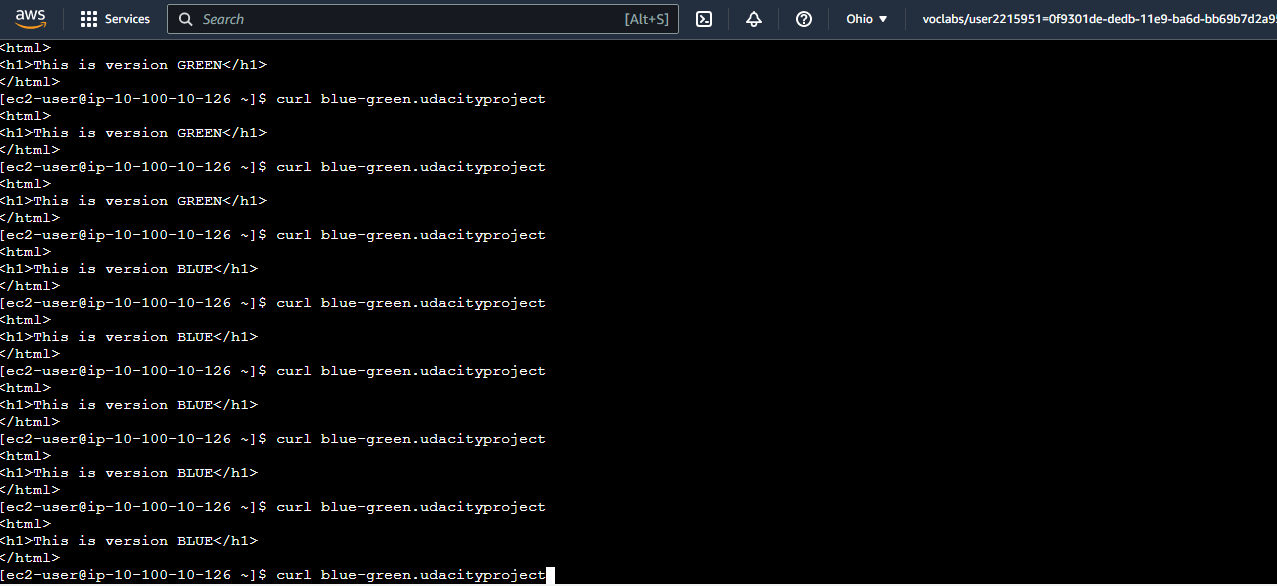 aws Services Search [Alt+S] Ohio voclabs/user2215951=0f9301de-dedb-11e9-ba6d-bb69b7d2a9
<html>
<h1>This is version GREEN</h1>
</html>
[ec2-user@ip-10-100-10-126 ~]$ curl blue-green.udacityproject
<html>
<h1>This is version GREEN</h1>
</html>
[ec2-user@ip-10-100-10-126 ~]$ curl blue-green.udacityproject
<html>
<h1>This is version GREEN</h1>
</html>
[ec2-user@ip-10-100-10-126 ~]$ curl blue-green.udacityproject
<html>
<h1>This is version BLUE</h1>
</html>
[ec2-user@ip-10-100-10-126 ~]$ curl blue-green.udacityproject
<html>
<h1>This is version BLUE</h1>
</html>
[ec2-user@ip-10-100-10-126 ~]$ curl blue-green.udacityproject
<html>
<h1>This is version BLUE</h1>
</html>
[ec2-user@ip-10-100-10-126 ~]$ curl blue-green.udacityproject
<html>
<h1>This is version BLUE</h1>
</html>
[ec2-user@ip-10-100-10-126 ~]$ curl blue-green.udacityproject
<html>
<h1>This is version BLUE</h1>
</html>
[ec2-user@ip-10-100-10-126 ~]$ curl blue-green.udacityproject